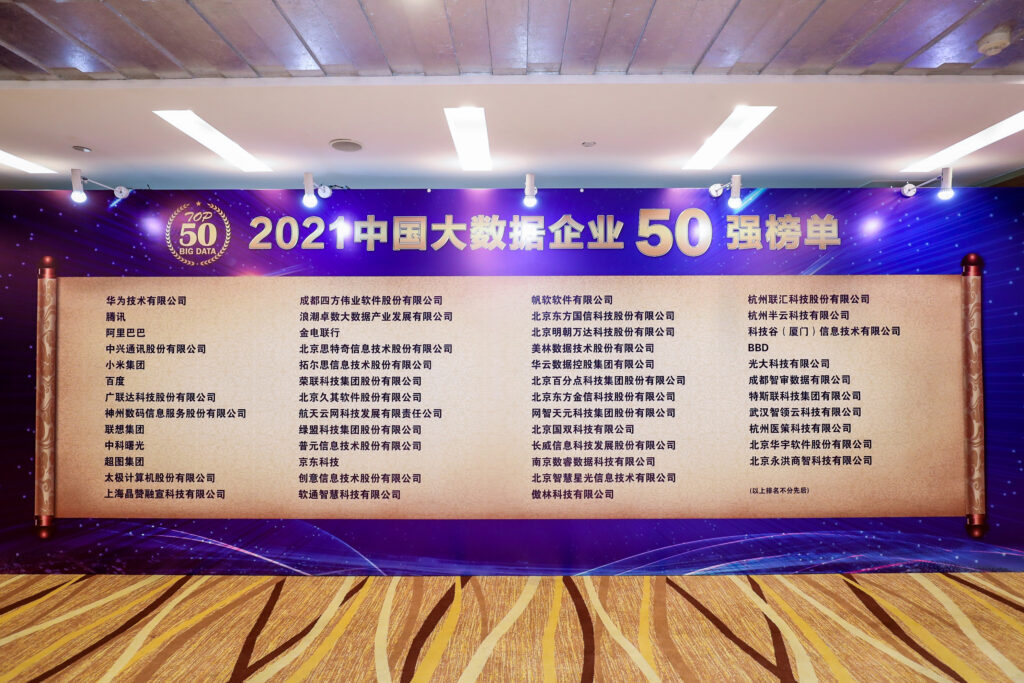 TOP
50
BIG DATA
2021中国大数据企业50强榜单
华为技术有限公司
腾讯
阿里巴巴
中兴通讯股份有限公司
小米集团
百度
广联达科技股份有限公司
神州数码信息服务股份有限公司
联想集团
中科曙光
超图集团
太极计算机股份有限公司
上海晶赞融宣科技有限公司
成都四方伟业软件股份有限公司
浪潮卓数大数据产业发展有限公司
金电联行
北京思特奇信息技术股份有限公司
拓尔思信息技术股份有限公司
荣联科技集团股份有限公司
北京久其软件股份有限公司
航天云网科技发展有限责任公司
绿盟科技集团股份有限公司
普元信息技术股份有限公司
京东科技
创意信息技术股份有限公司
软通智慧科技有限公司
帆软软件有限公司
北京东方国信科技股份有限公司
北京明朝万达科技股份有限公司
美林数据技术股份有限公司
华云数据控股集团有限公司
北京百分点科技集团股份有限公司
北京东方金信科技股份有限公司
网智天元科技集团股份有限公司
北京国双科技有限公司
长威信息科技发展股份有限公司
南京数睿数据科技有限公司
北京智慧星光信息技术有限公司
傲林科技有限公司
杭州联汇科技股份有限公司
杭州半云科技有限公司
科技谷（厦门）信息技术有限公司
BBD
光大科技有限公司
成都智审数据有限公司
特斯联科技集团有限公司
武汉智领云科技有限公司
杭州医策科技有限公司
北京华宇软件股份有限公司
北京永洪商智科技有限公司
(以上排名不分先后)